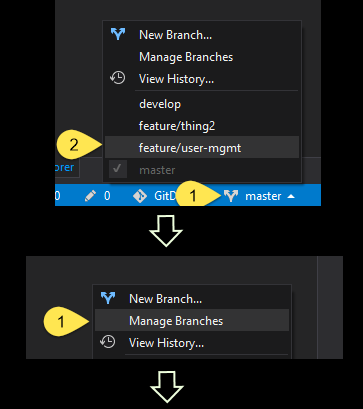 New Branch...
Manage Branches
View History...
develop
feature/thing2
2
feature/user-mgmt
master
orer
0
0
GitD
1
master
New Branch...
1
Manage Branches
View History...